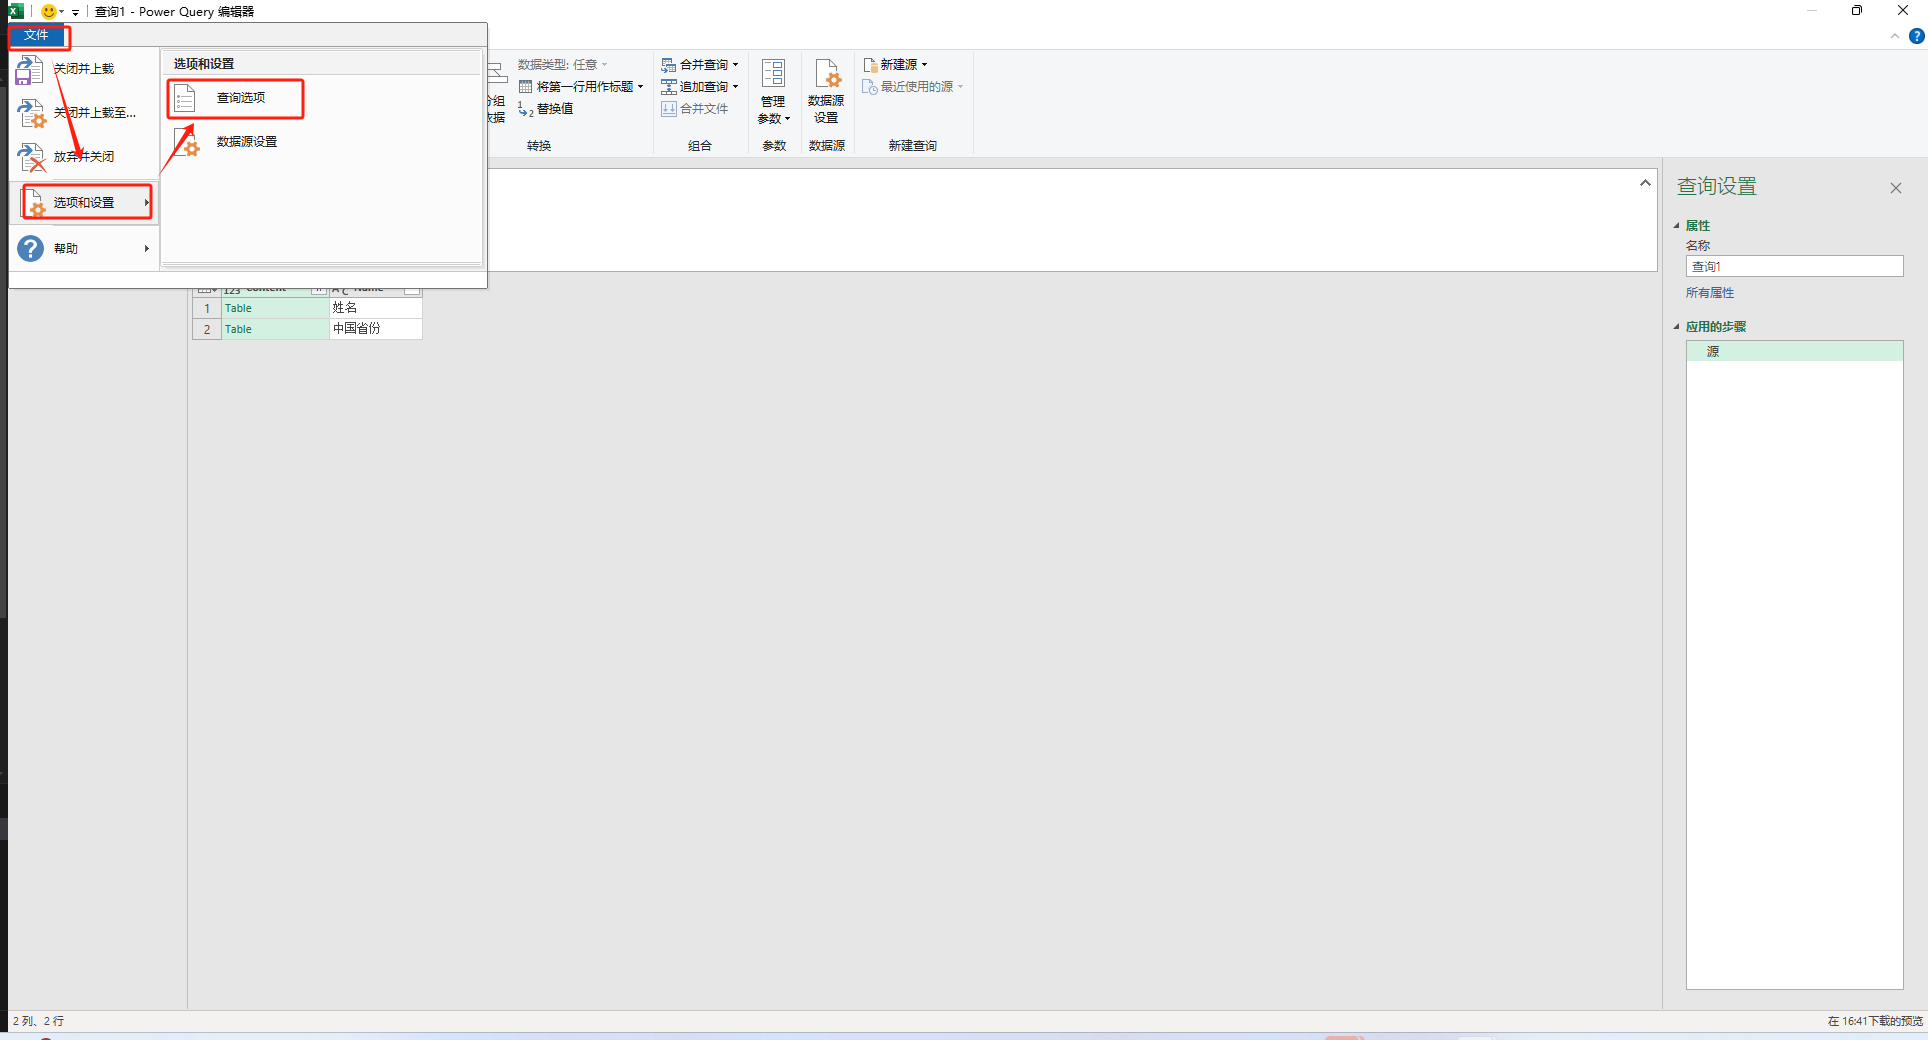 查询1 - Power Query 编辑器
文件
关闭并上载
关闭并上载至...
放弃并关闭
选项和设置
帮助
选项和设置
查询选项
数据源设置
数据类型: 任意
将第一行用作标题
替换值
转换
合并查询
追加查询
合并文件
组合
管理
参数
参数
数据源
设置
数据源
新建源
最近使用的源
新建查询
1 Table 姓名
2 Table 中国省份
查询设置
属性
名称
查询1
所有属性
应用的步骤
源
2 列、2 行
在 16:41下载的预览